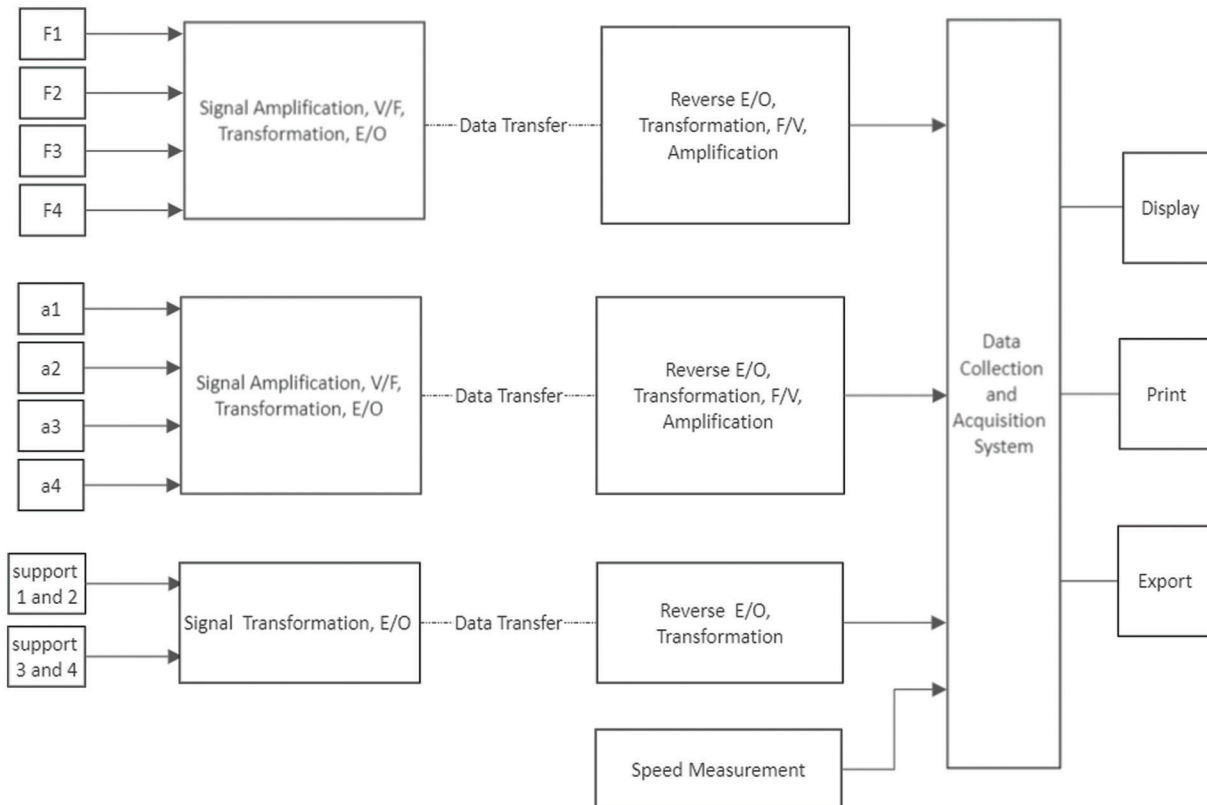 F1
F2
F3
F4
Signal Amplification, V/F,
Transformation, E/O
Data Transfer
Reverse E/O,
Transformation, F/V,
Amplification
a1
a2
a3
a4
Signal Amplification, V/F,
Transformation, E/O
Data Transfer
Reverse E/O,
Transformation, F/V,
Amplification
support
1 and 2
support
3 and 4
Signal Transformation, E/O
Data Transfer
Reverse E/O,
Transformation
Speed Measurement
Data
Collection
and
Acquisition
System
Display
Print
Export